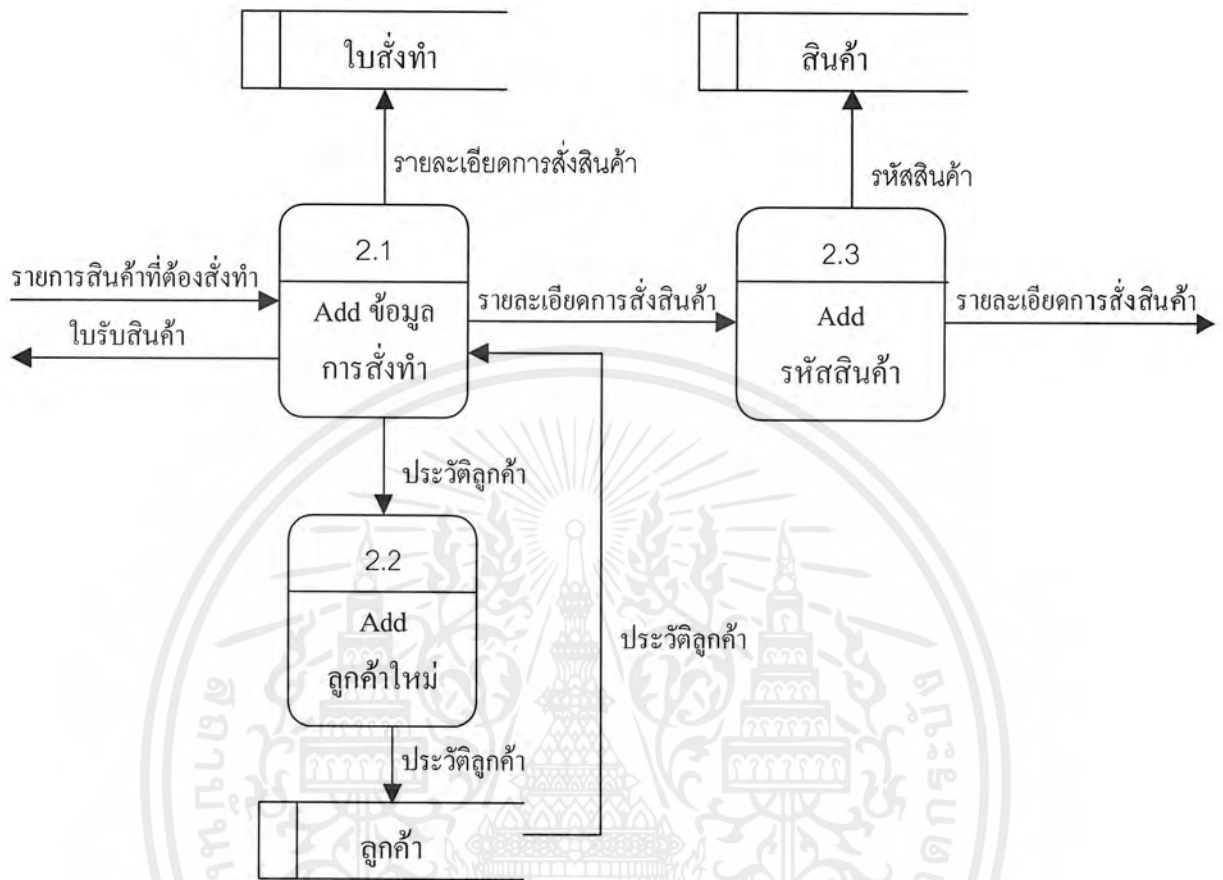 ใบสั่งทำ
สินค้า
รายละเอียดการสั่งสินค้า
รหัสสินค้า
2.1
2.3
รายการสินค้าที่ต้องสั่งทำ
รายละเอียดการสั่งสินค้า
รายละเอียดการสั่งสินค้า
Add ข้อมูล
Add
ใบรับสินค้า
การสั่งทำ
รหัสสินค้า
ประวัติลูกค้า
2.2
Add
ลูกค้าใหม่
ประวัติลูกค้า
ประวัติลูกค้า
ลูกค้า